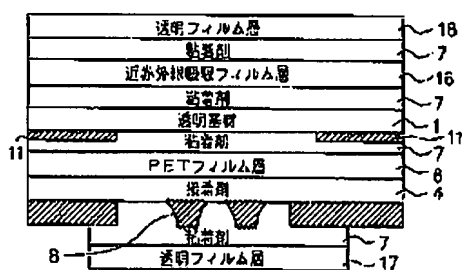 透明フィルム層 18
粘着剤 7
近赤外線吸収フィルム層 16
粘着剤 7
透明基材 1
11 粘着剤 11
7
PETフィルム層 6
接着剤
8 粘着剤 7
透明フィルム層 17